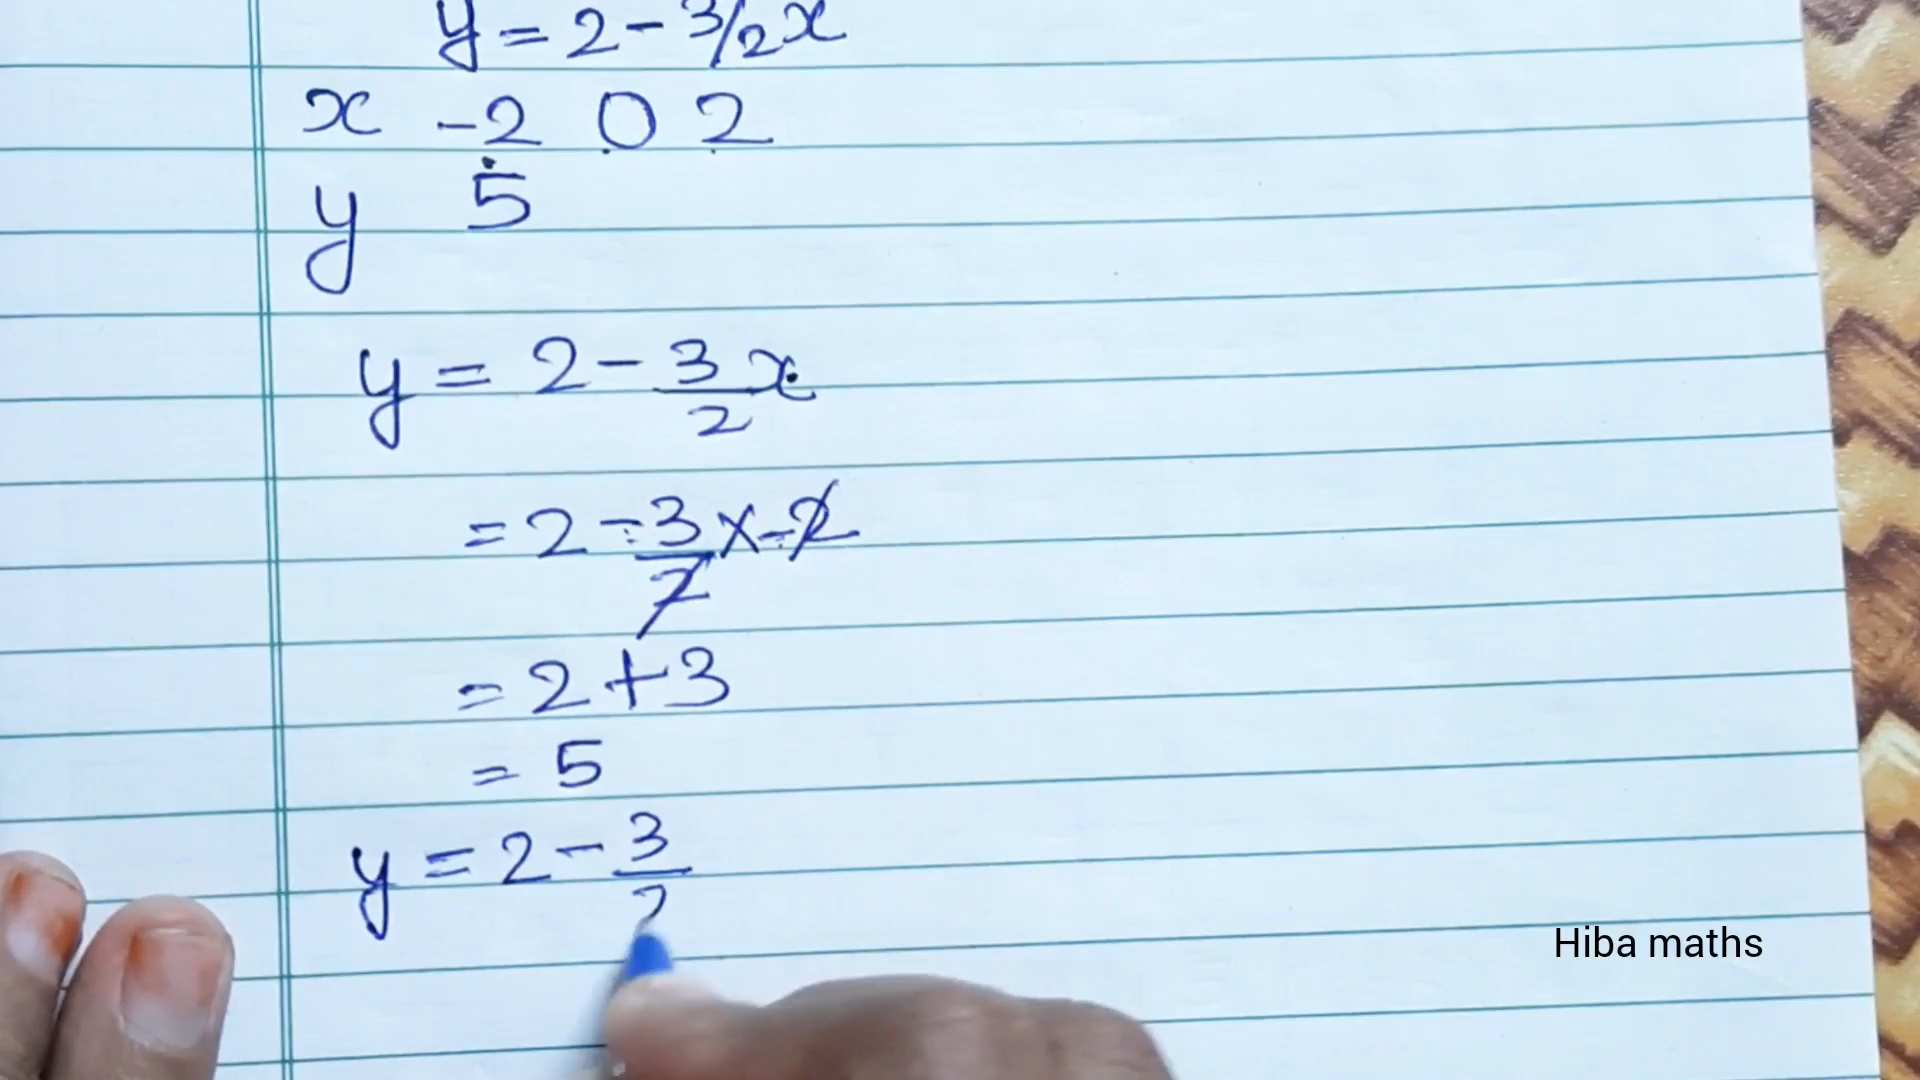 y = 2 - 3/2 x
x -2 0 2
y 5
y = 2 - 3/2 x
= 2 - 3/2 x -2
= 2 + 3
= 5
y = 2 - 3/2
Hiba maths